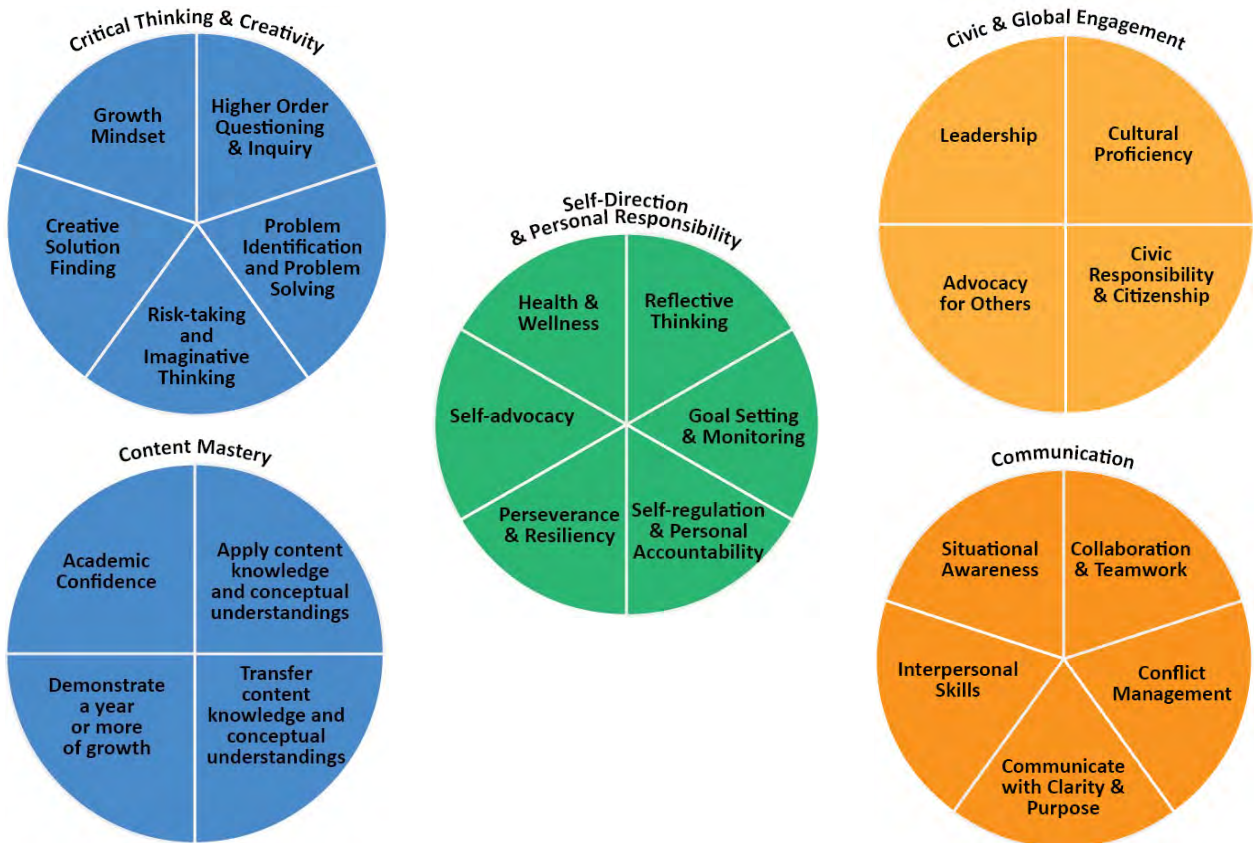 Critical Thinking & Creativity
Growth
Mindset
Higher Order
Questioning
& Inquiry
Creative
Solution
Finding
Problem
Identification
and Problem
Solving
Risk-taking
and
Imaginative
Thinking
Content Mastery
Academic
Confidence
Apply content
knowledge
and conceptual
understandings
Demonstrate
a year
or more
of growth
Transfer
content
knowledge and
conceptual
understandings
Self-Direction
& Personal Responsibility
Health &
Wellness
Reflective
Thinking
Self-advocacy
Goal Setting
& Monitoring
Perseverance
& Resiliency
Self-regulation
& Personal
Accountability
Civic & Global Engagement
Leadership
Cultural
Proficiency
Advocacy
for Others
Civic
Responsibility
& Citizenship
Communication
Situational
Awareness
Collaboration
& Teamwork
Interpersonal
Skills
Conflict
Management
Communicate
with Clarity &
Purpose